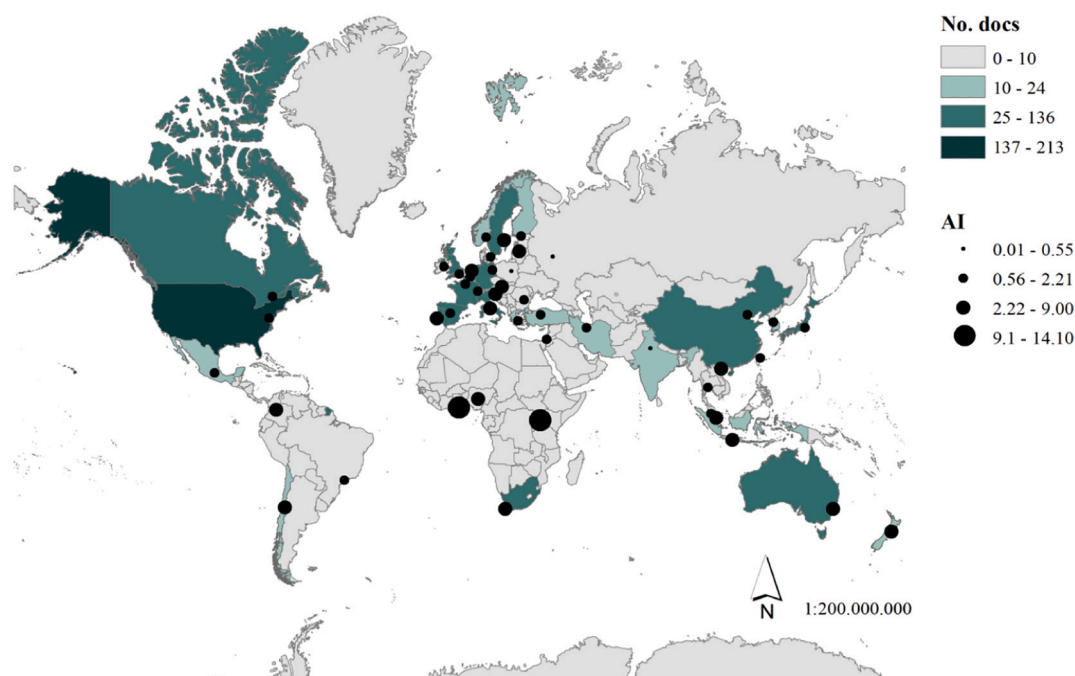 No. docs
0 - 10
10 - 24
25 - 136
137 - 213
AI
0.01 - 0.55
0.56 - 2.21
2.22 - 9.00
9.1 - 14.10
N
1:200.000.000